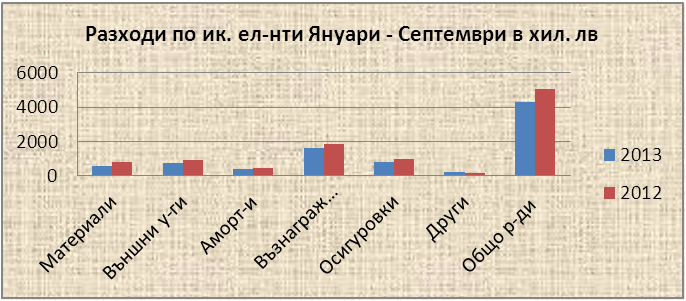 Разходи по ик. ел-нти Януари - Септември в хил. лв
6000
4000
2000
0
2013
2012
Материали
Външни у-ги
Аморт-и
Възнаграж...
Осигуровки
Други
Общо р-ди